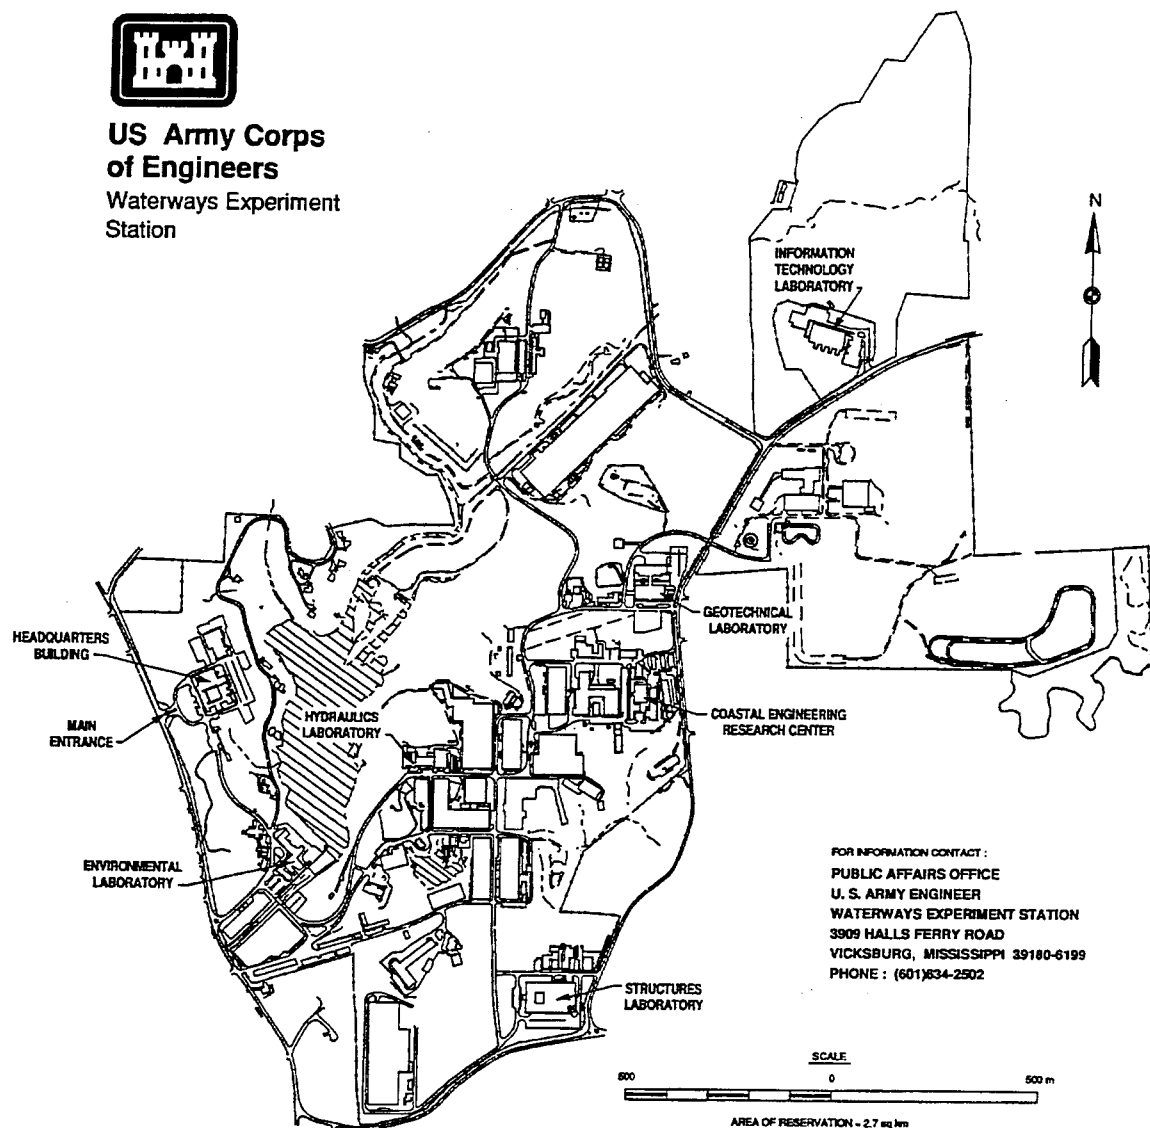 US Army Corps
of Engineers
Waterways Experiment
Station
N
INFORMATION
TECHNOLOGY
LABORATORY
GEOTECHNICAL
LABORATORY
HEADQUARTERS
BUILDING
MAIN
ENTRANCE
HYDRAULICS
LABORATORY
COASTAL ENGINEERING
RESEARCH CENTER
ENVIRONMENTAL
LABORATORY
STRUCTURES
LABORATORY
FOR INFORMATION CONTACT :
PUBLIC AFFAIRS OFFICE
U. S. ARMY ENGINEER
WATERWAYS EXPERIMENT STATION
3909 HALLS FERRY ROAD
VICKSBURG, MISSISSIPPI 39180-6199
PHONE : (601)634-2502
SCALE
500 0 500 m
AREA OF RESERVATION - 2.7 sq km